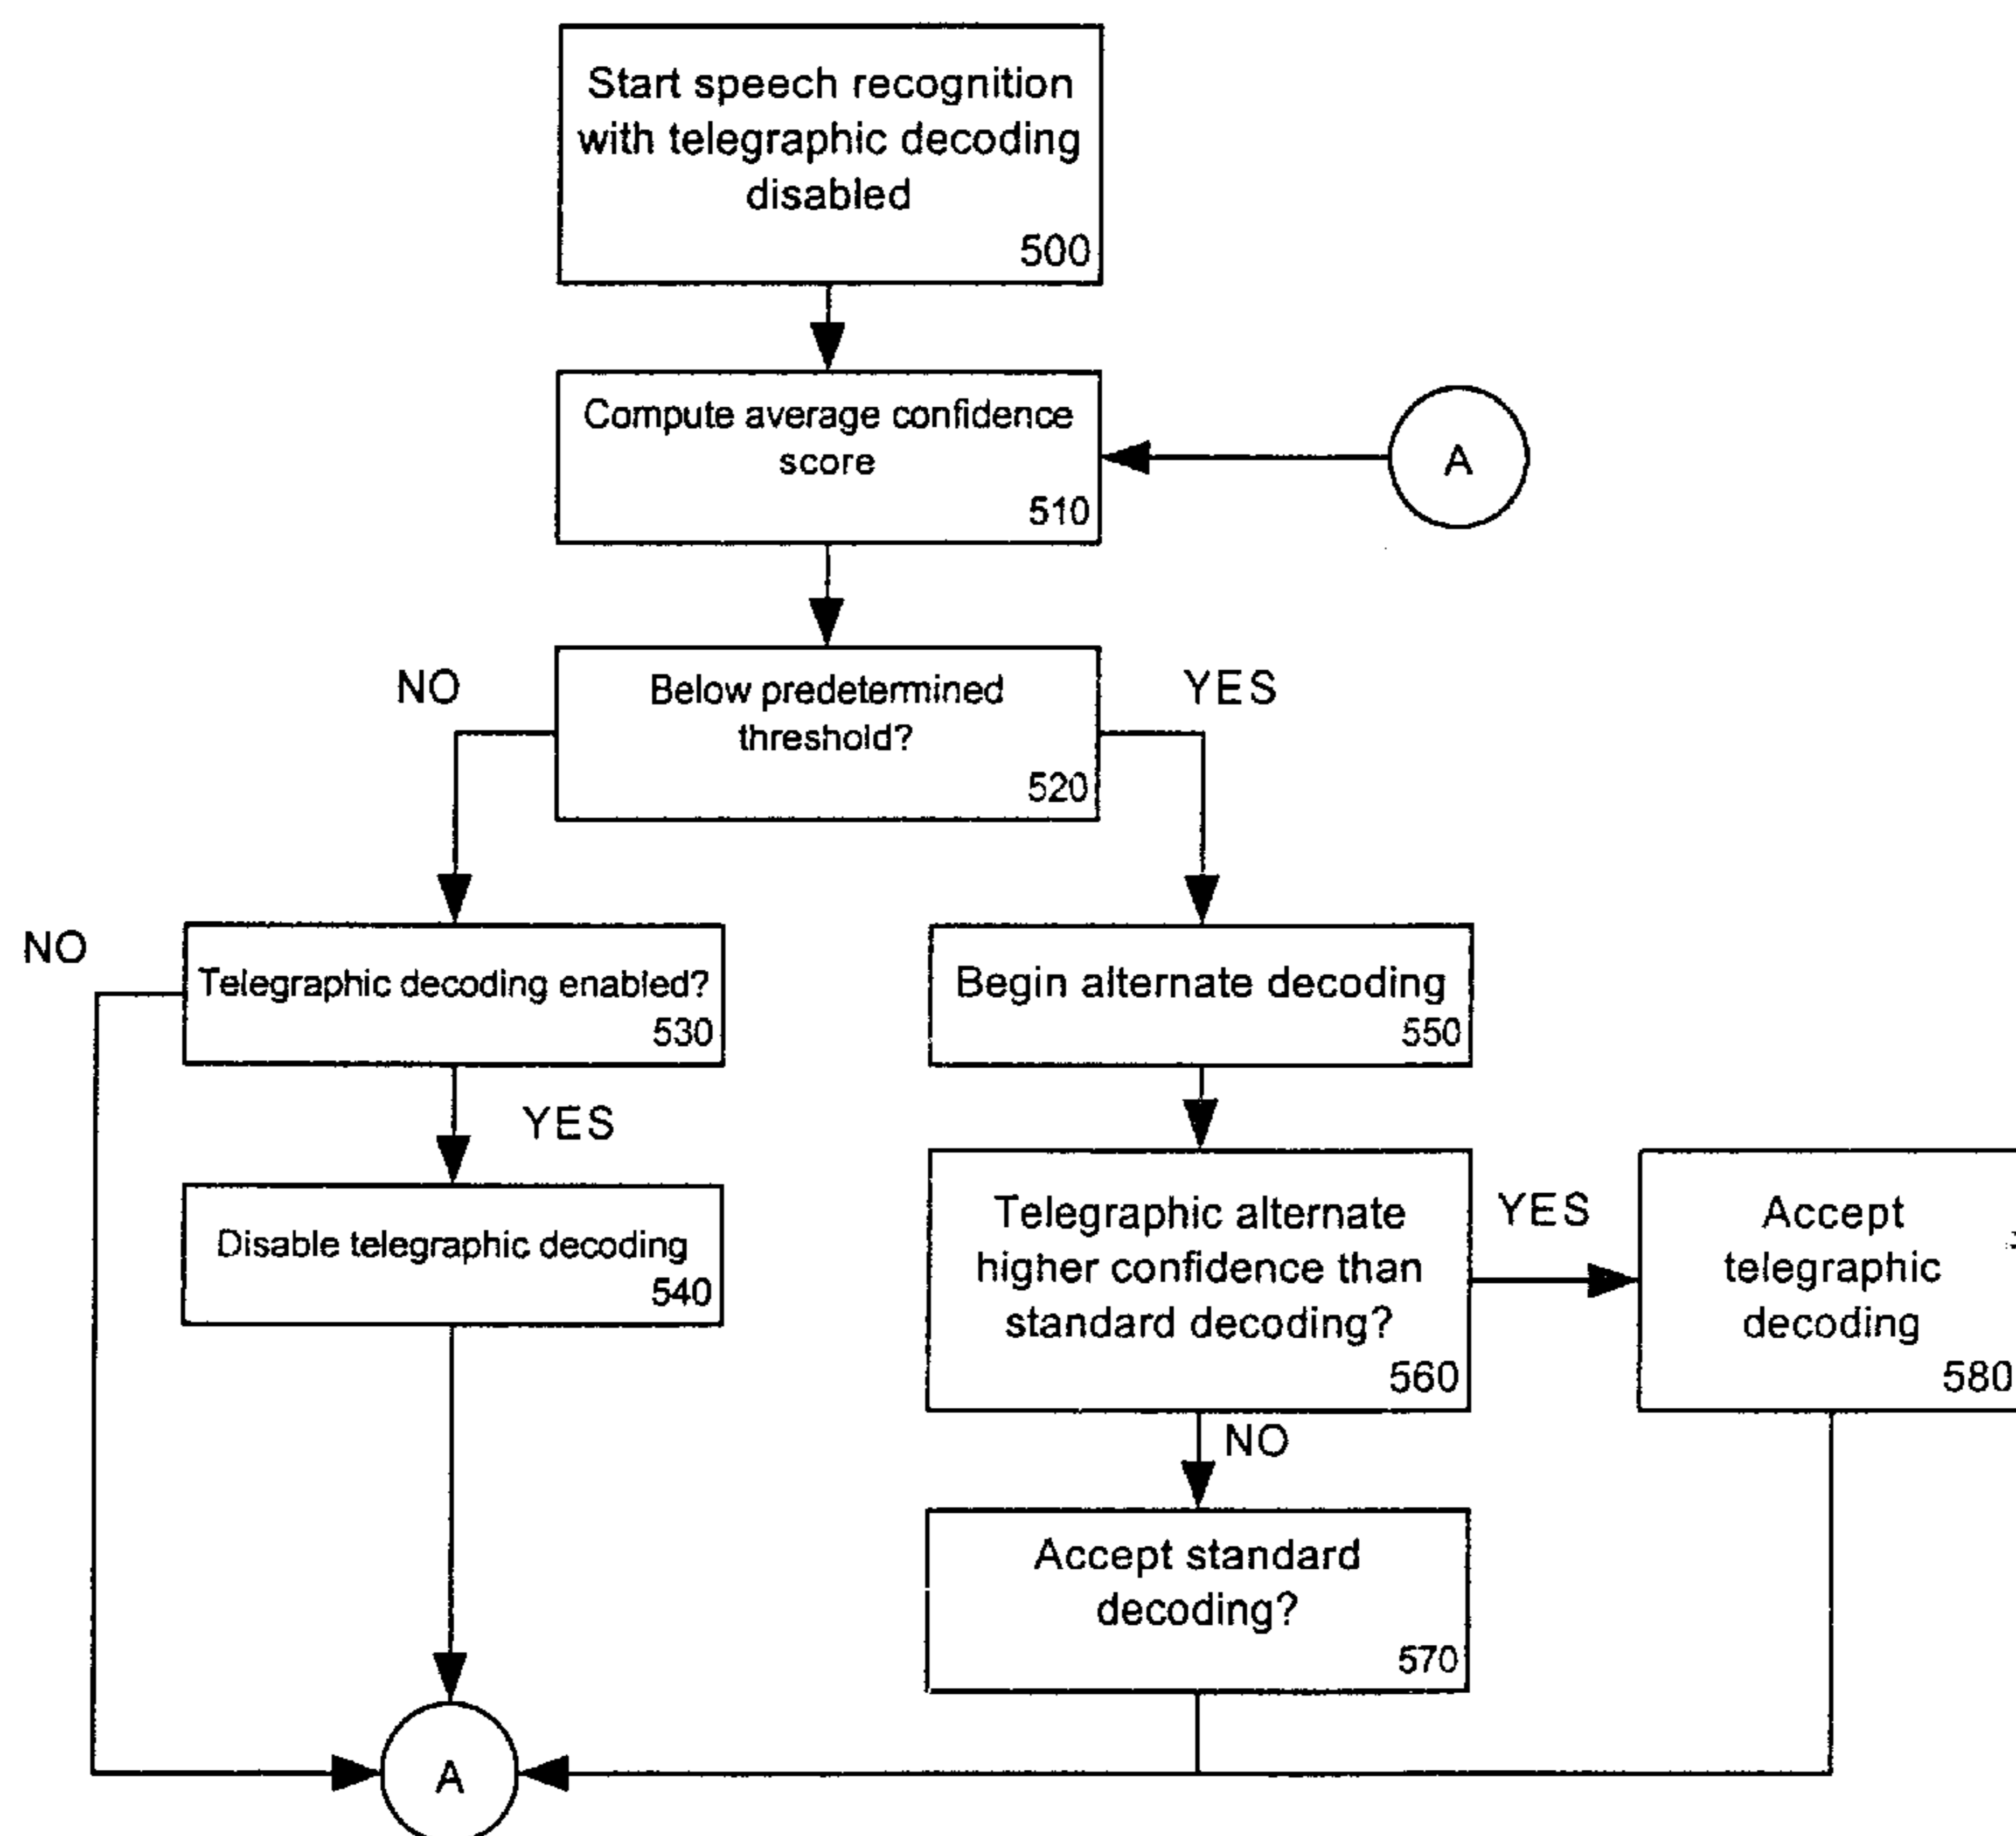 Start speech recognition
with telegraphic decoding
disabled
500
Compute average confidence
score
510
A
NO
Below predetermined
threshold?
520
YES
NO
Telegraphic decoding enabled?
530
YES
Disable telegraphic decoding
540
Begin alternate decoding
550
Telegraphic alternate
higher confidence than
standard decoding?
560
YES
Accept
telegraphic
decoding
580
NO
Accept standard
decoding?
570
A